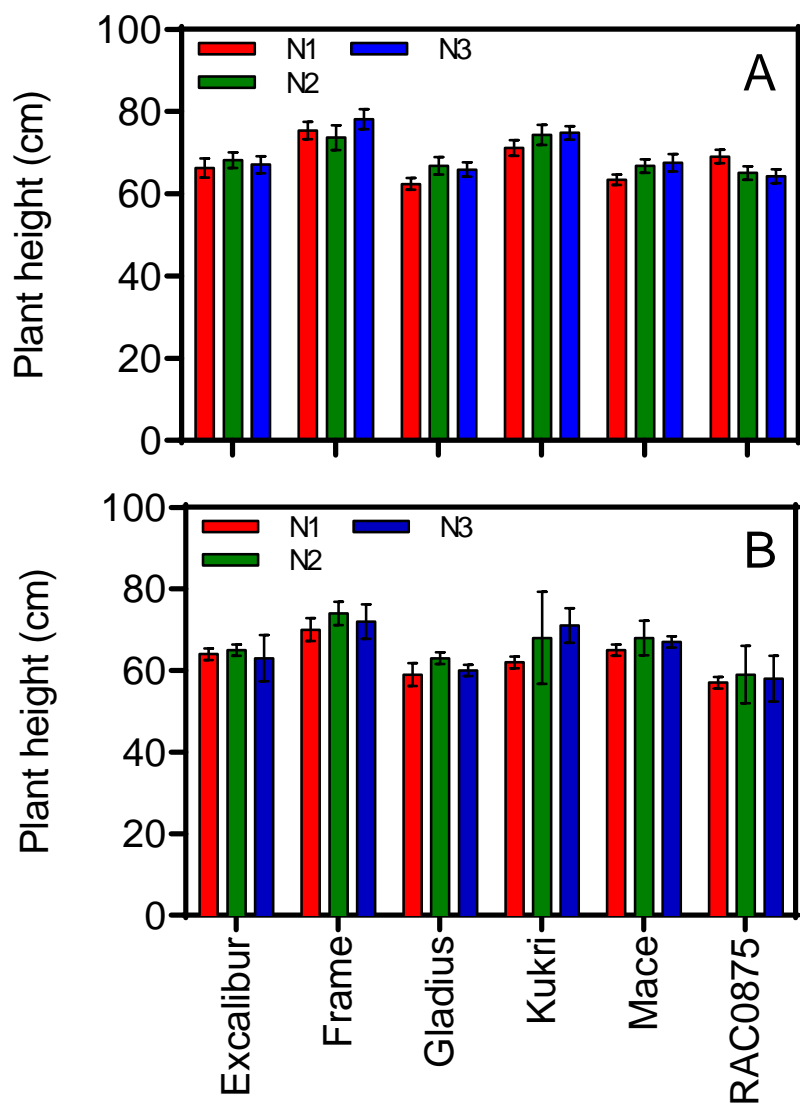 100
80
60
40
20
0
Plant height (cm)
N1 N3
N2
A
100
80
60
40
20
0
Plant height (cm)
N1 N3
N2
B
Excalibur
Frame
Gladius
Kukri
Mace
RAC0875